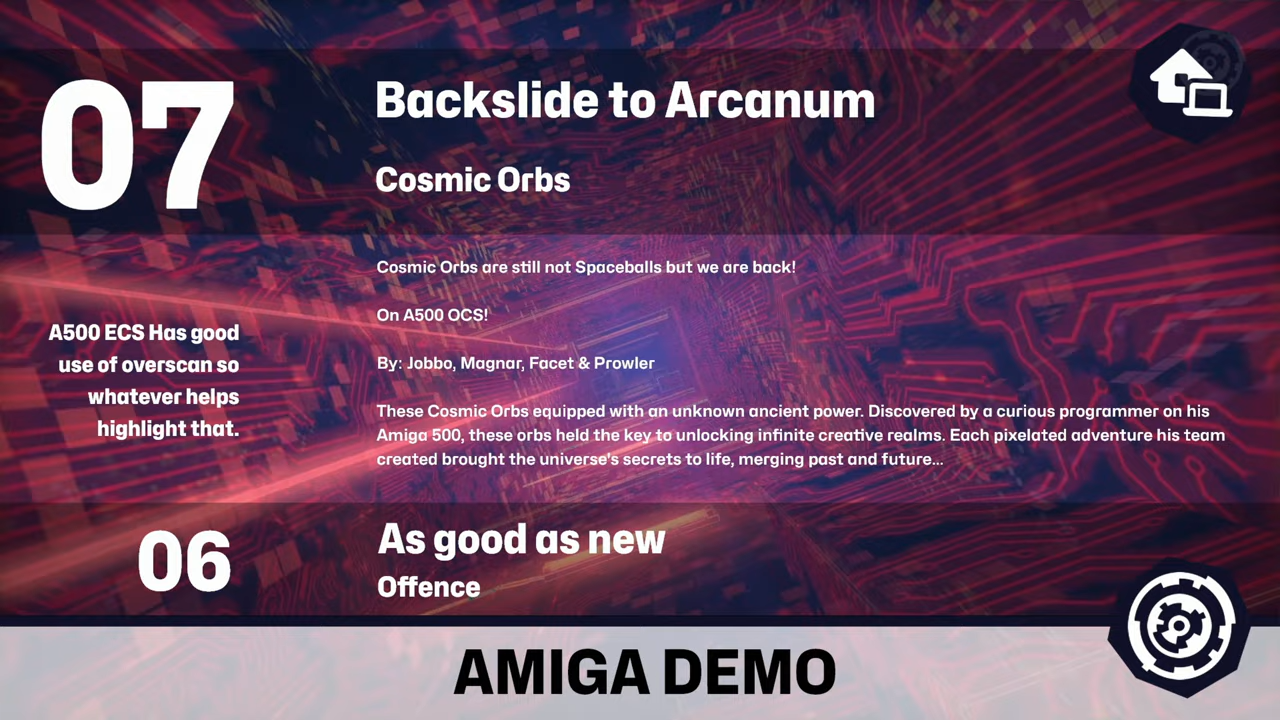 07
Backslide to Arcanum
Cosmic Orbs
A500 ECS Has good
use of overscan so
whatever helps
highlight that.
Cosmic Orbs are still not Spaceballs but we are back!
On A500 OCS!
By: Jobbo, Magnar, Facet & Prowler
These Cosmic Orbs equipped with an unknown ancient power. Discovered by a curious programmer on his
Amiga 500, these orbs held the key to unlocking infinite creative realms. Each pixelated adventure his team
created brought the universe's secrets to life, merging past and future...
06
As good as new
Offence
AMIGA DEMO